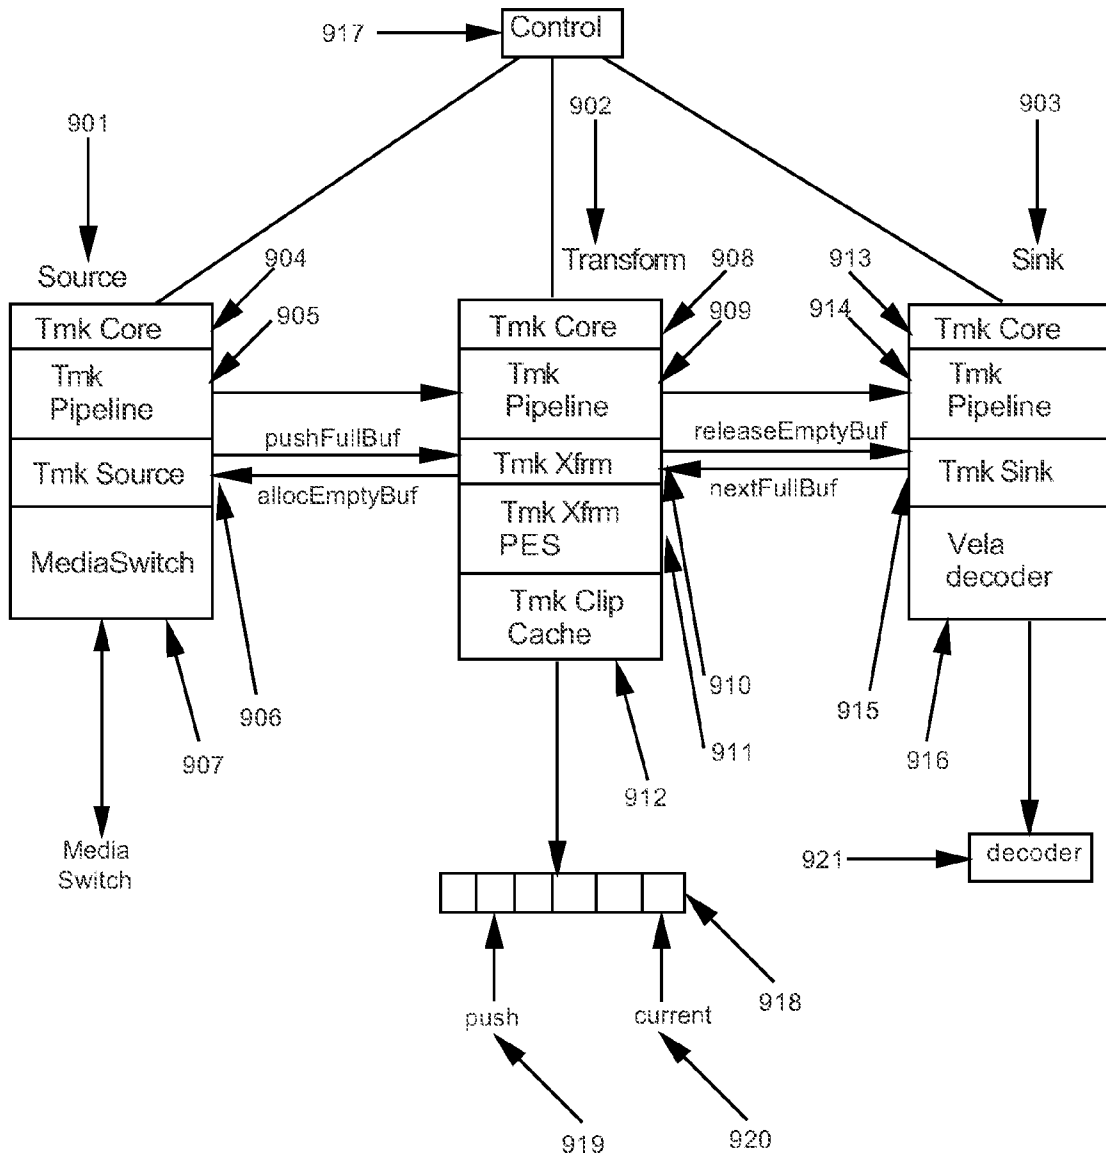 Control
917
901
902
903
Source
904
Transform
908
913
Sink
905
909
914
Tmk Core
Tmk
Pipeline
Tmk Source
MediaSwitch
pushFullBuf
allocEmptyBuf
Tmk Core
Tmk
Pipeline
Tmk Xfrm
Tmk Xfrm
PES
Tmk Clip
Cache
releaseEmptyBuf
nextFullBuf
Tmk Core
Tmk
Pipeline
Tmk Sink
Vela
decoder
906
907
910
911
912
915
916
Media
Switch
921
decoder
918
push
current
919
920